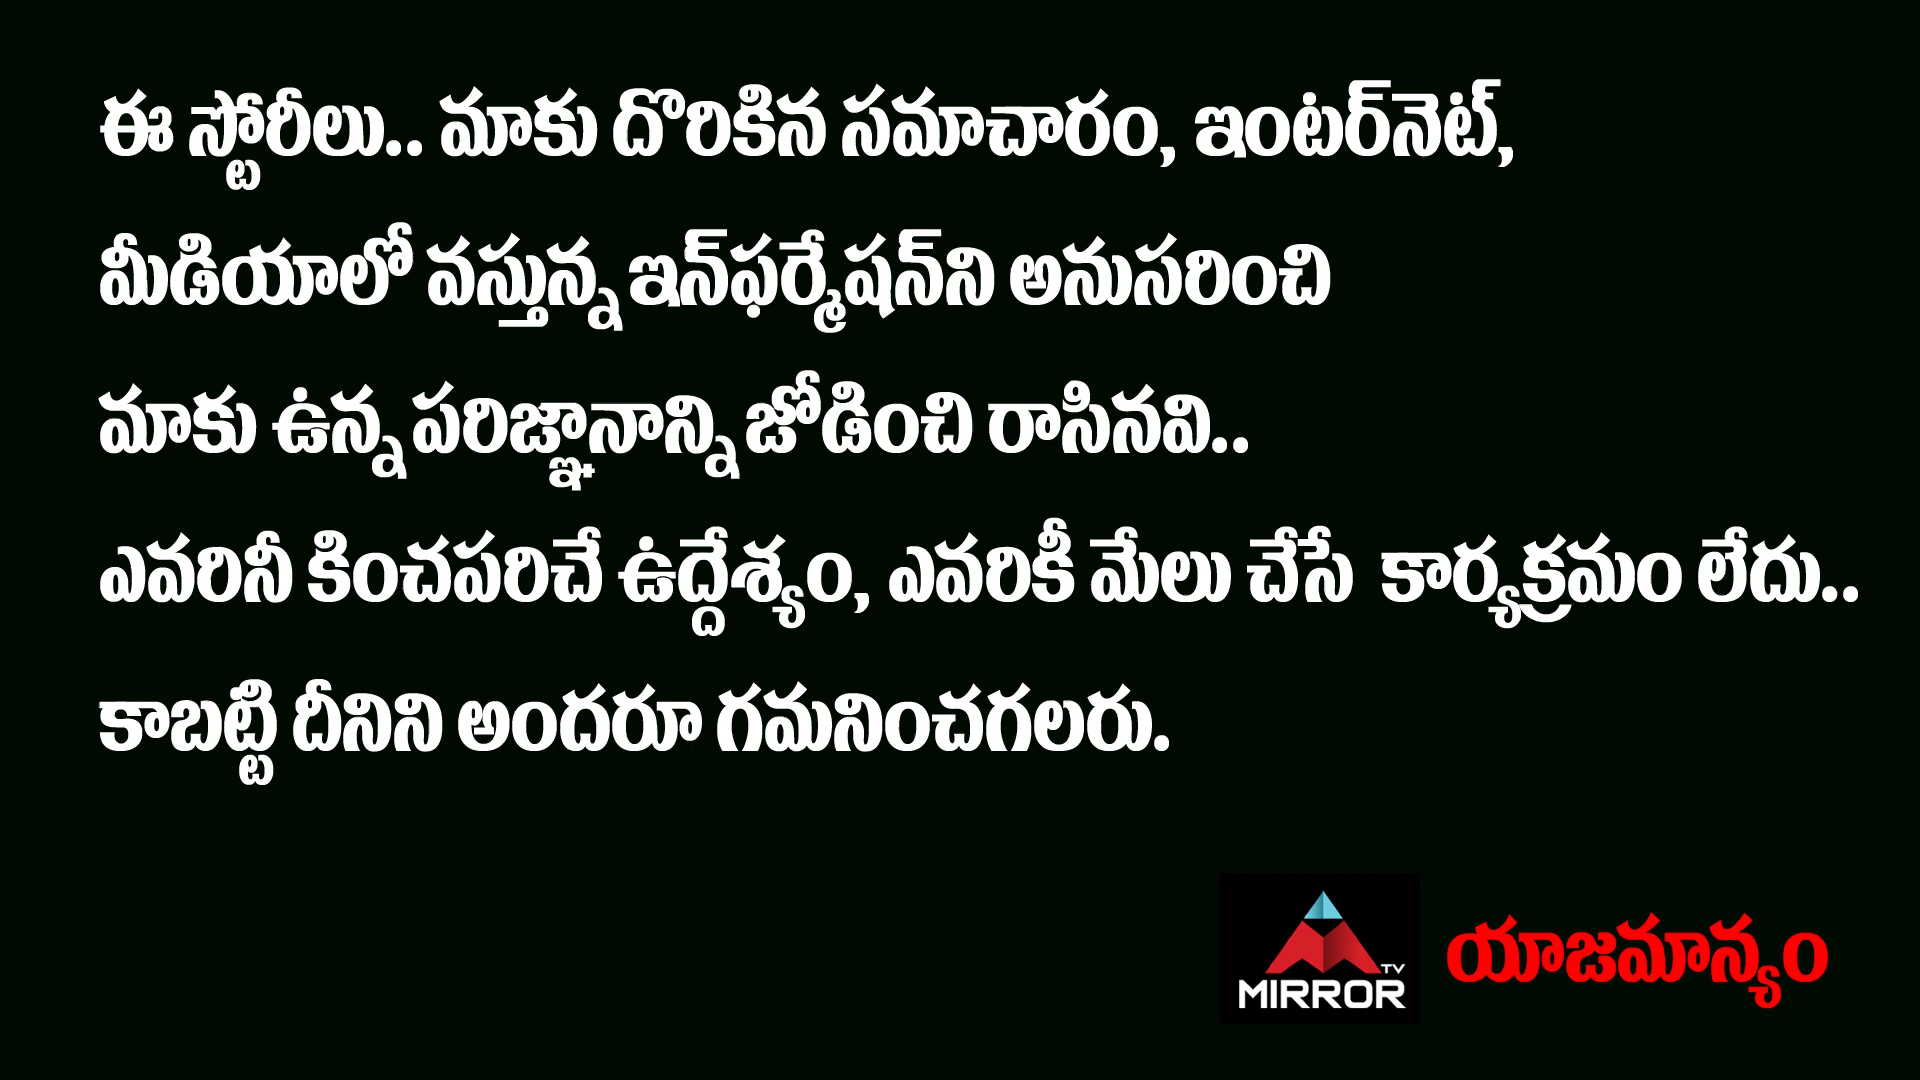 ఈ స్టోరీలు.. మాకు దొరికిన సమాచారం, ఇంటర్‌నెట్,
మీడియాలో వస్తున్న ఇన్‌ఫర్మేషన్‌ని అనుసరించి
మాకు ఉన్న పరిజ్ఞానాన్ని జోడించి రాసినవి..
ఎవరినీ కించపరిచే ఉద్దేశ్యం, ఎవరికీ మేలు చేసే కార్యక్రమం లేదు..
కాబట్టి దీనిని అందరూ గమనించగలరు.
TV
MIRROR
యాజమాన్యం